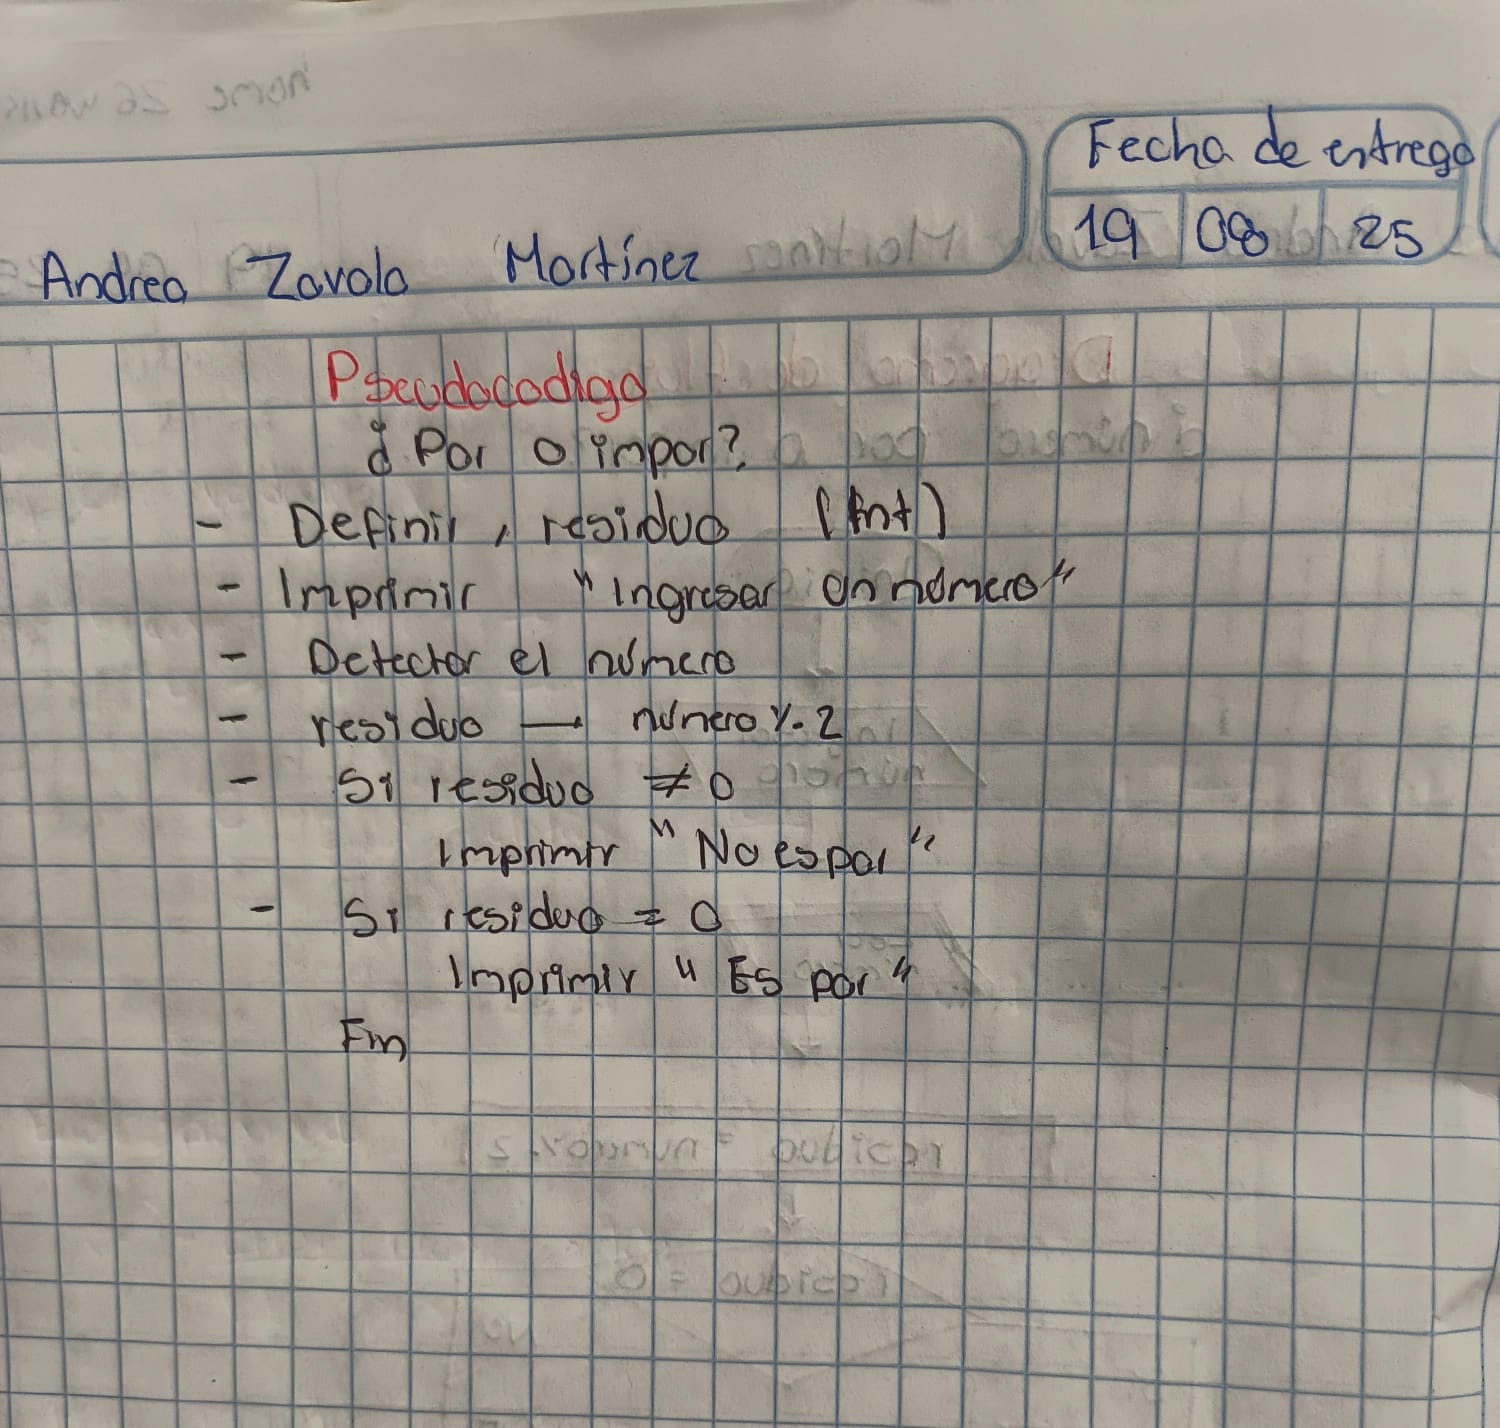 Fecha de entrega
19 08 25
Andrea Zavala Martínez
Pseudocodigo
¿Par o impar?
- Definir, residuo (Int)
- Imprimir "Ingresar un número"
- Detectar el número
- residuo → número % 2
- Si residuo ≠ 0
Imprimir "No es par"
- Si residuo = 0
Imprimir "Es par"
Fin